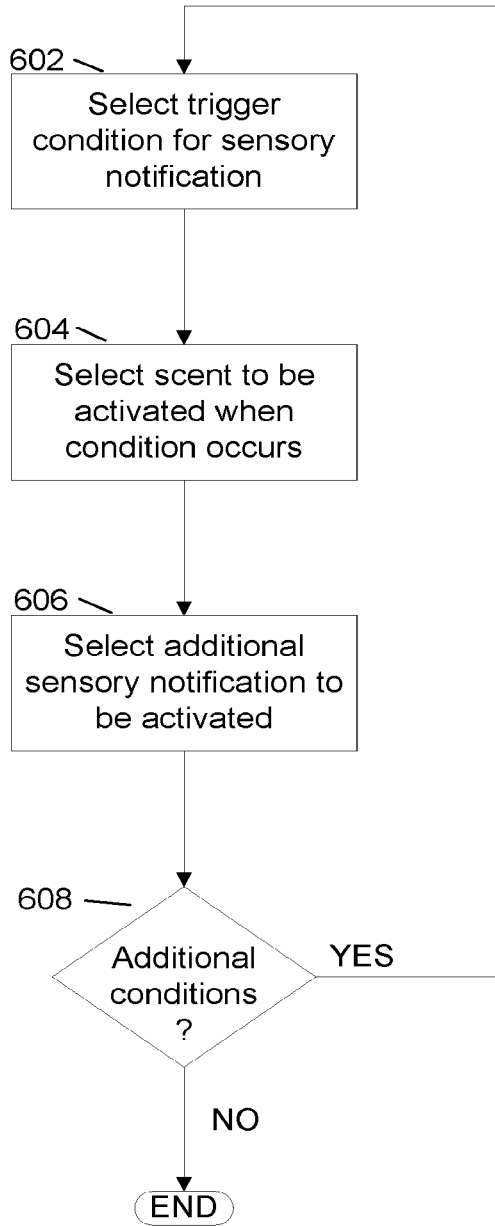 602
Select trigger
condition for sensory
notification
604
Select scent to be
activated when
condition occurs
606
Select additional
sensory notification to
be activated
608
Additional
conditions
?
YES
NO
END